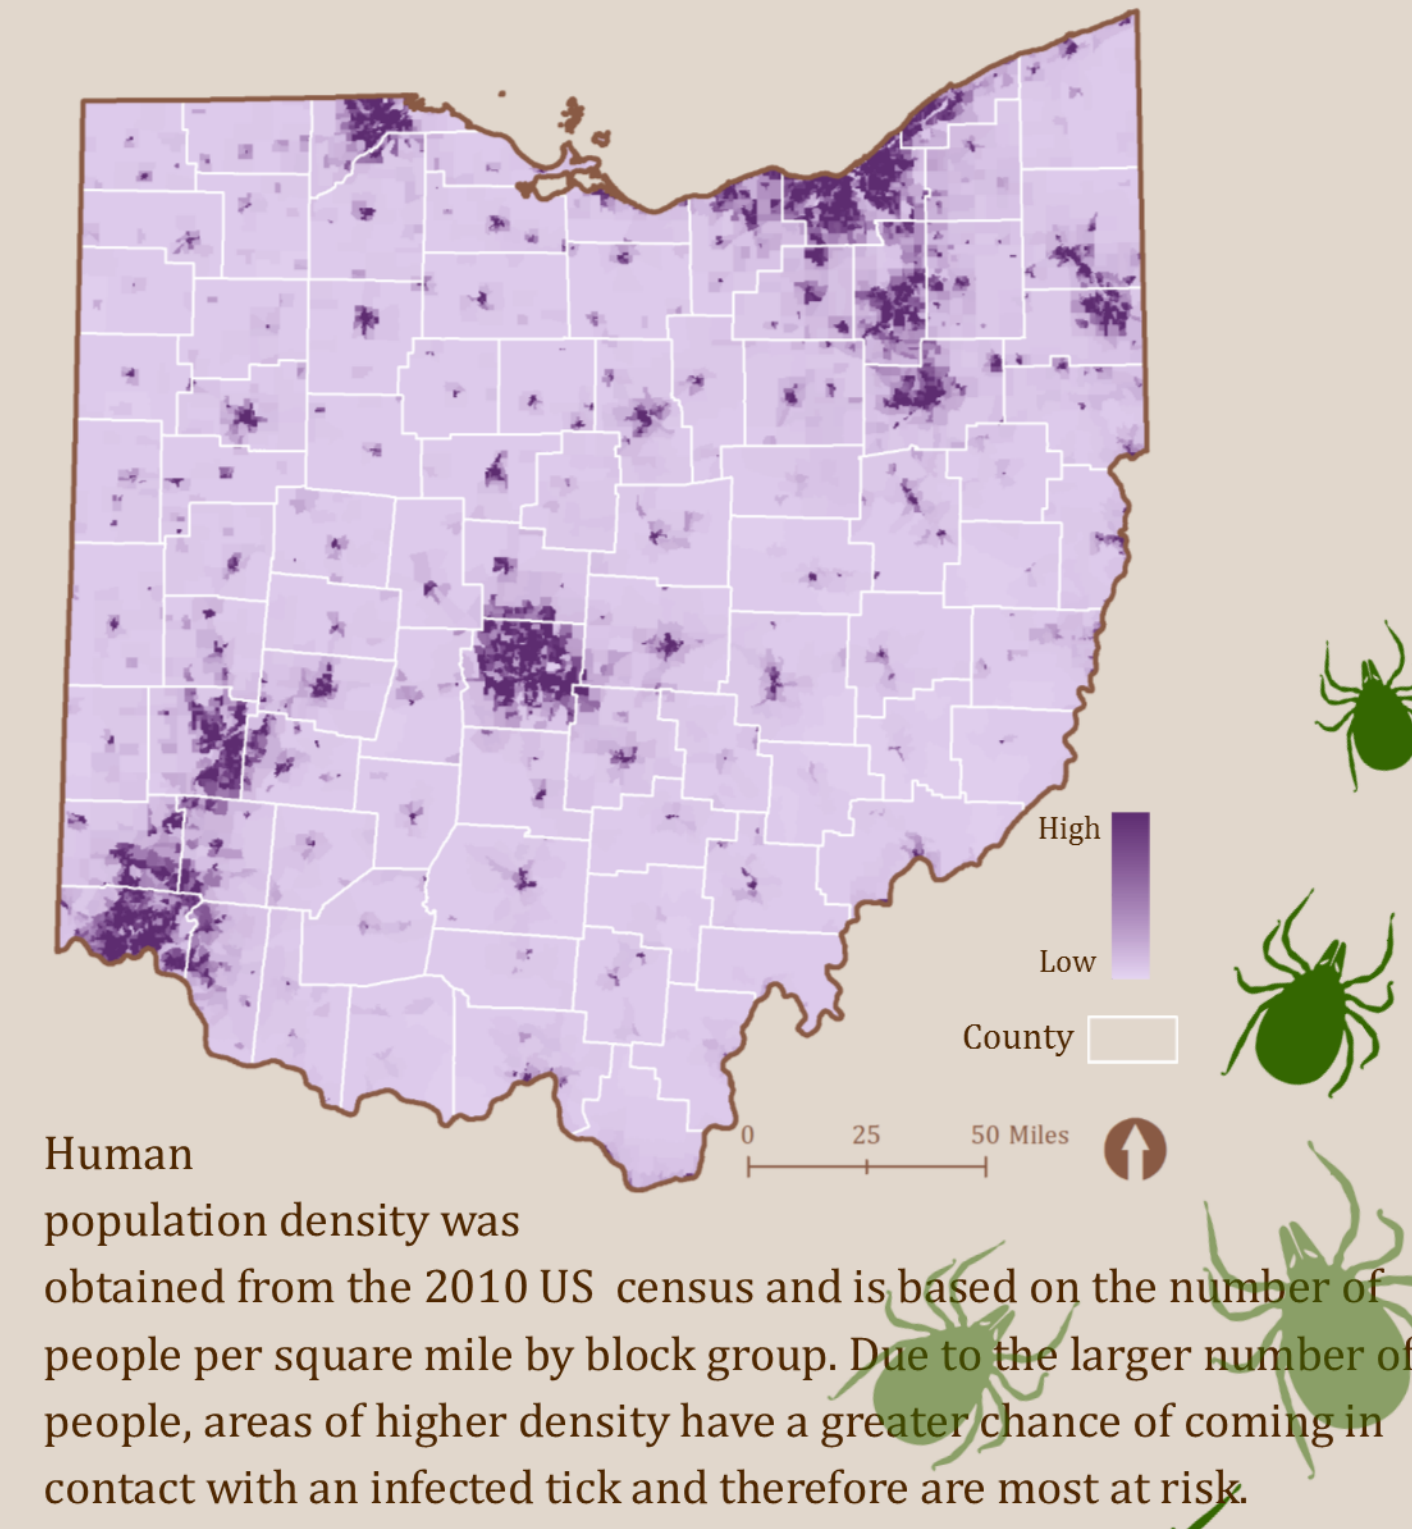 High
Low
County
0 25 50 Miles
Human
population density was
obtained from the 2010 US census and is based on the number of
people per square mile by block group. Due to the larger number of
people, areas of higher density have a greater chance of coming in
contact with an infected tick and therefore are most at risk.